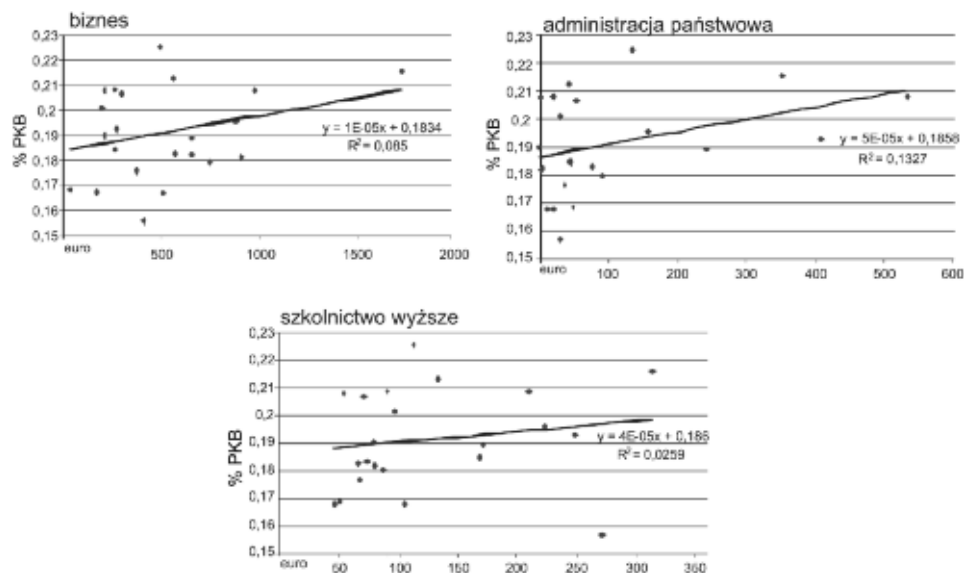 biznes
0,23
0,22
0,21
0,2
0,19
0,18
0,17
0,16
0,15
% PKB
y = 1E-05x + 0,1834
R² = 0,085
euro
500
1000
1500
2000
administracja państwowa
0,23
0,22
0,21
0,2
0,19
0,18
0,17
0,16
0,15
% PKB
y = 5E-05x + 0,1858
R² = 0,1327
euro
100
200
300
400
500
600
szkolnictwo wyższe
0,23
0,22
0,21
0,2
0,19
0,18
0,17
0,16
0,15
% PKB
y = 4E-05x + 0,186
R² = 0,0259
euro
50
100
150
200
250
300
350